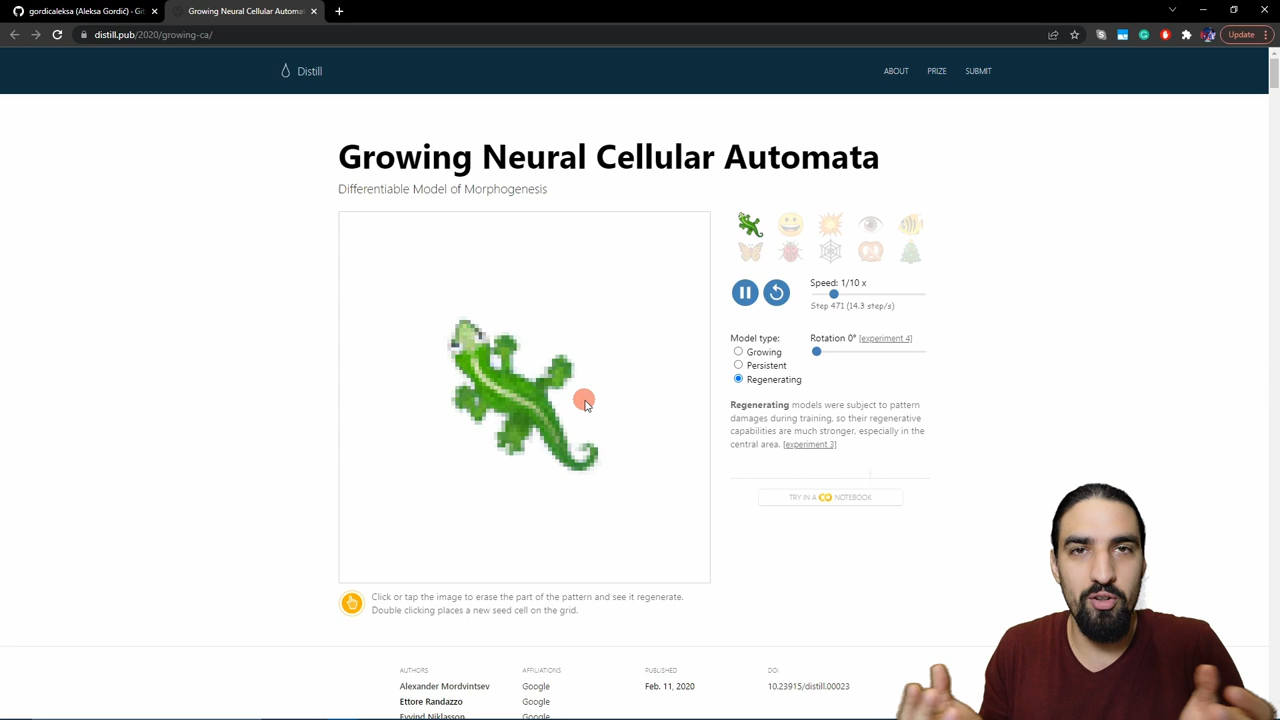 gordicaleksa (Aleksa Gordić) - Git
Growing Neural Cellular Automat
distill.pub/2020/growing-ca/
Update
Distill
ABOUT
PRIZE
SUBMIT
Growing Neural Cellular Automata
Differentiable Model of Morphogenesis
Speed: 1/10 x
Step 471 (14.3 step/s)
Model type:
Growing
Persistent
Regenerating
Rotation 0° [experiment 4]
Regenerating models were subject to pattern
damages during training, so their regenerative
capabilities are much stronger, especially in the
central area. [experiment 3]
TRY IN A CO NOTEBOOK
Click or tap the image to erase the part of the pattern and see it regenerate.
Double clicking places a new seed cell on the grid.
AUTHORS
AFFILIATIONS
PUBLISHED
DOI
Alexander Mordvintsev
Google
Feb. 11, 2020
10.23915/distill.00023
Ettore Randazzo
Google
Eyvind Niklasson
Google